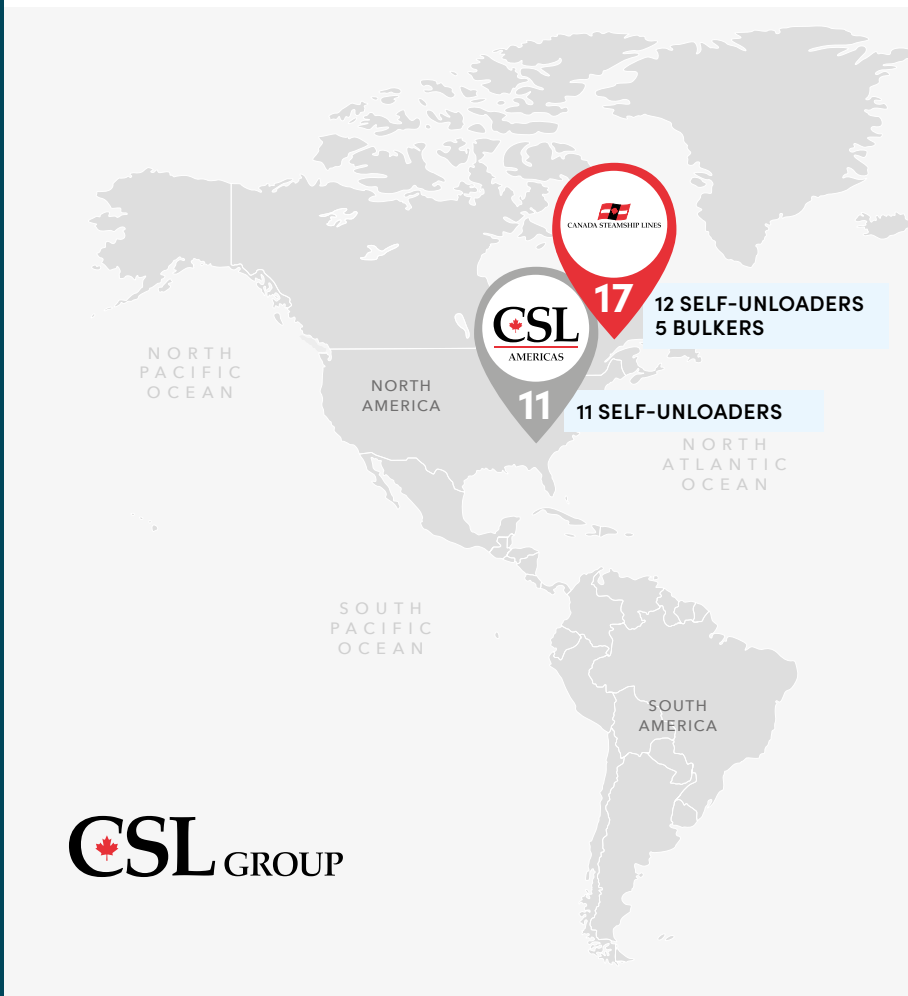 CANADA STEAMSHIP LINES
17
12 SELF-UNLOADERS
5 BULKERS
CSL
AMERICAS
11
11 SELF-UNLOADERS
NORTH
PACIFIC
OCEAN
NORTH
AMERICA
NORTH
ATLANTIC
OCEAN
SOUTH
PACIFIC
OCEAN
SOUTH
AMERICA
CSL GROUP